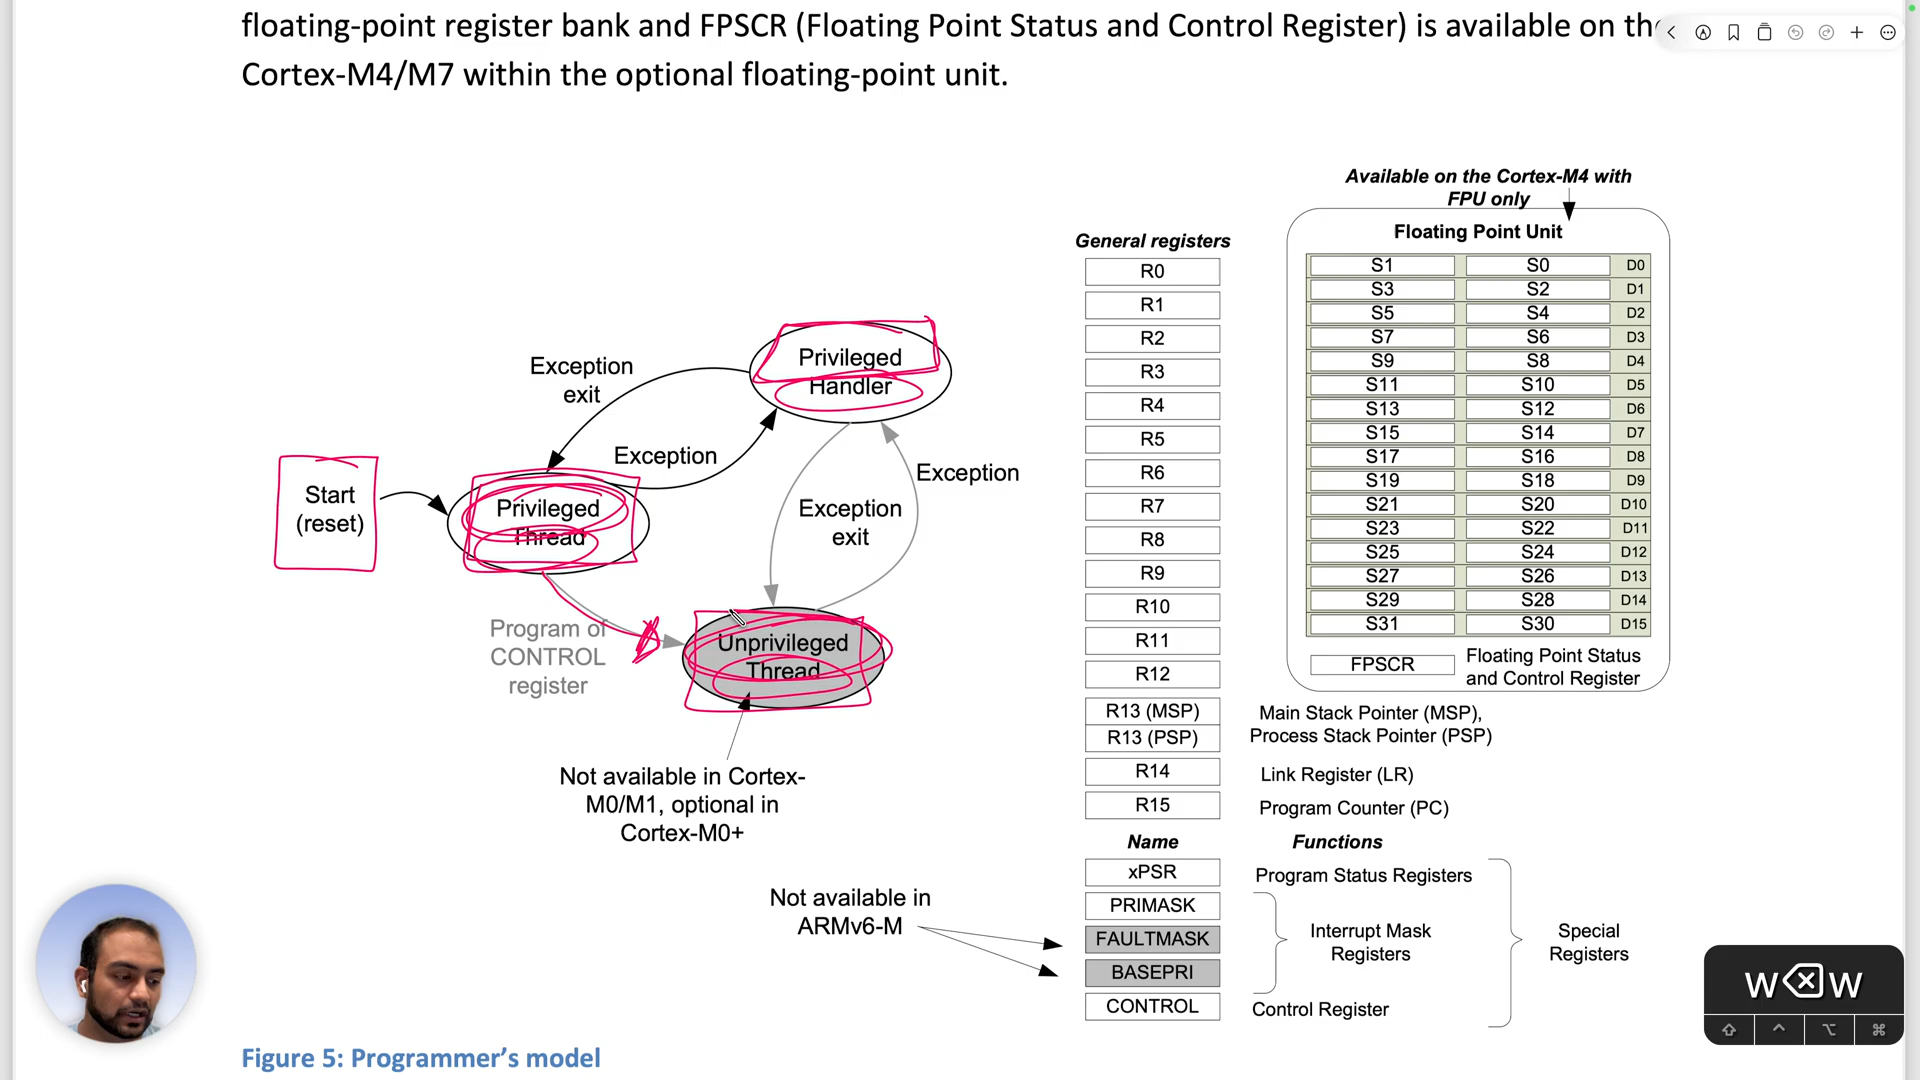 floating-point register bank and FPSCR (Floating Point Status and Control Register) is available on the
Cortex-M4/M7 within the optional floating-point unit.
Start
(reset)
Privileged
Thread
Exception
exit
Exception
Privileged
Handler
Exception
exit
Exception
Program of
CONTROL
register
Unprivileged
Thread
Not available in Cortex-
M0/M1, optional in
Cortex-M0+
General registers
R0
R1
R2
R3
R4
R5
R6
R7
R8
R9
R10
R11
R12
R13 (MSP)
R13 (PSP)
R14
R15
Main Stack Pointer (MSP),
Process Stack Pointer (PSP)
Link Register (LR)
Program Counter (PC)
Available on the Cortex-M4 with
FPU only
Floating Point Unit
S1 S0 D0
S3 S2 D1
S5 S4 D2
S7 S6 D3
S9 S8 D4
S11 S10 D5
S13 S12 D6
S15 S14 D7
S17 S16 D8
S19 S18 D9
S21 S20 D10
S23 S22 D11
S25 S24 D12
S27 S26 D13
S29 S28 D14
S31 S30 D15
FPSCR
Floating Point Status
and Control Register
Name Functions
xPSR Program Status Registers
PRIMASK
FAULTMASK
BASEPRI
CONTROL Control Register
Interrupt Mask
Registers
Special
Registers
Not available in
ARMv6-M
Figure 5: Programmer’s model
w⌫w